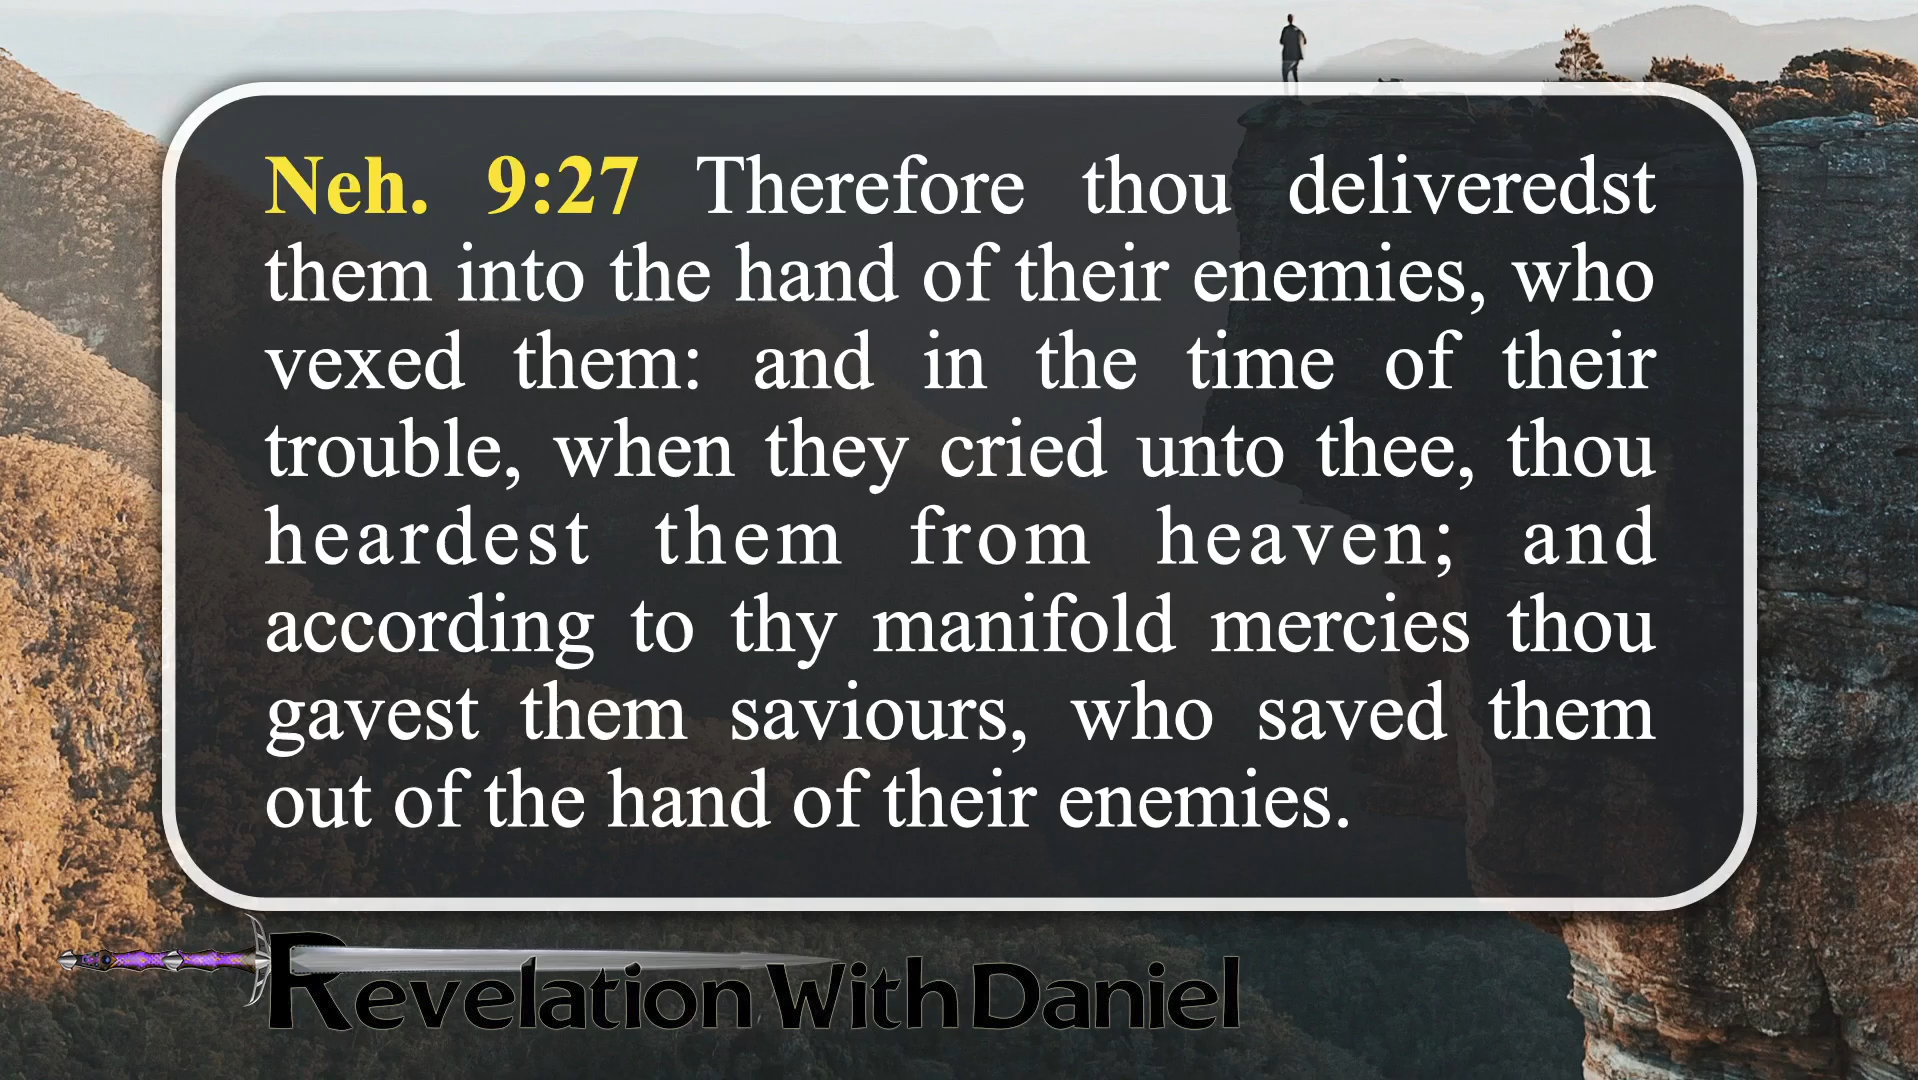 Neh. 9:27 Therefore thou deliveredst
them into the hand of their enemies, who
vexed them: and in the time of their
trouble, when they cried unto thee, thou
heardest them from heaven; and
according to thy manifold mercies thou
gavest them saviours, who saved them
out of the hand of their enemies.
Revelation With Daniel